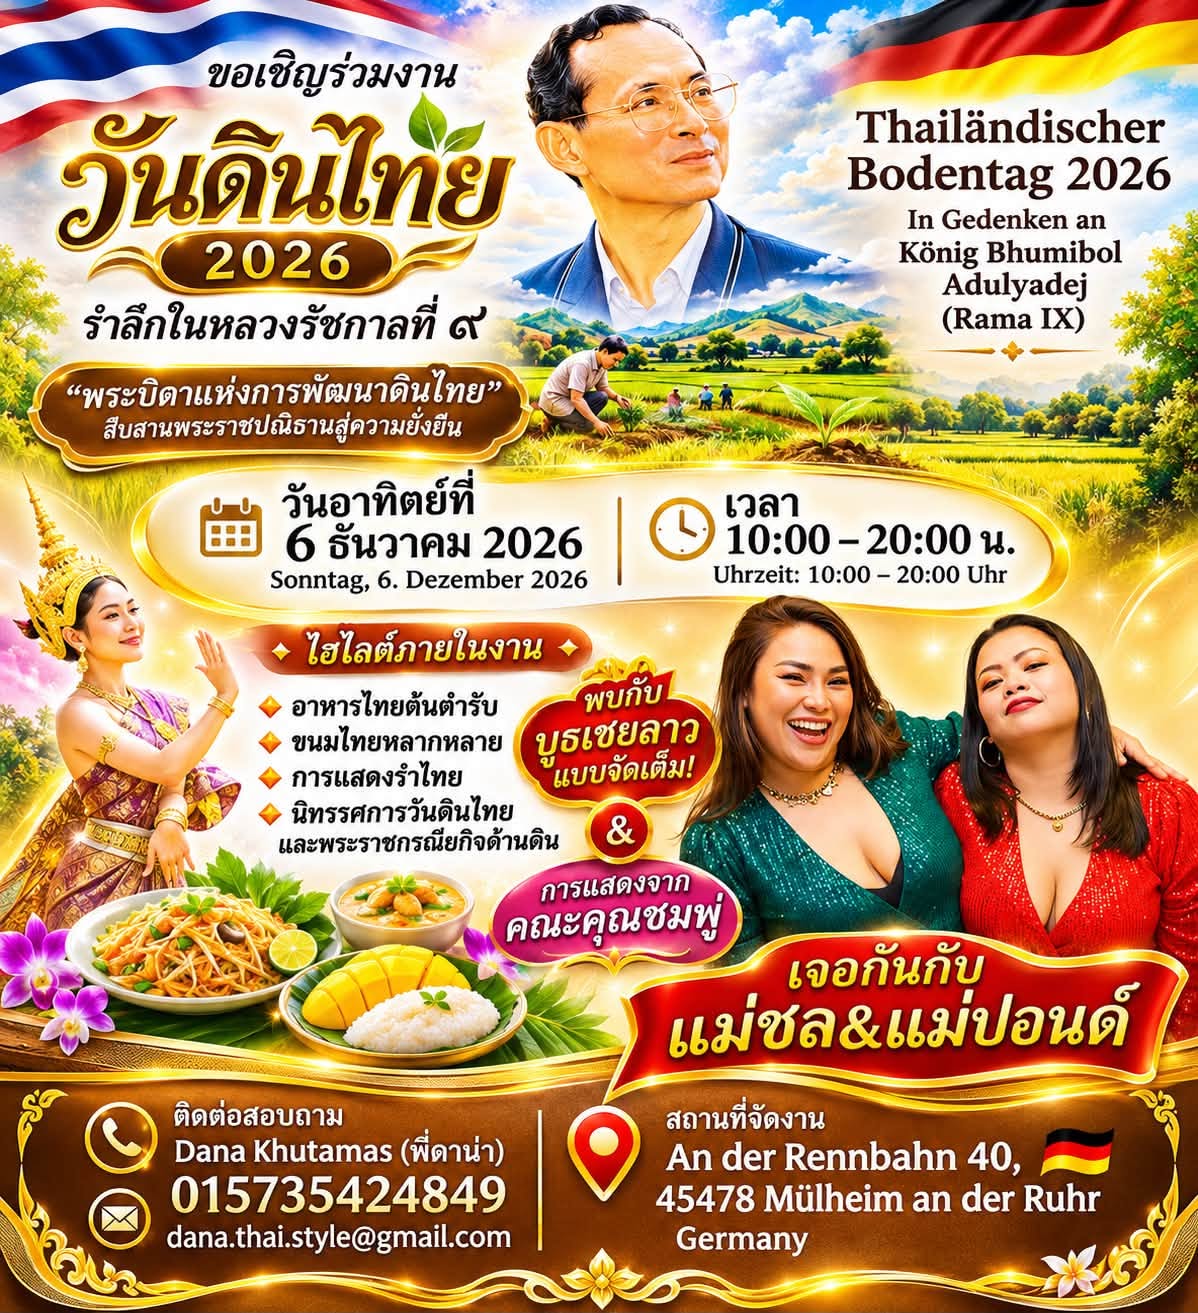 ขอเชิญร่วมงาน
วันดินไทย
2026
รำลึกในหลวงรัชกาลที่ ๙
“พระบิดาแห่งการพัฒนาดินไทย”
สืบสานพระราชปณิธานสู่ความยั่งยืน
Thailändischer
Bodentag 2026
In Gedenken an
König Bhumibol
Adulyadej
(Rama IX)
วันอาทิตย์ที่
6 ธันวาคม 2026
Sonntag, 6. Dezember 2026
เวลา
10:00 – 20:00 น.
Uhrzeit: 10:00 – 20:00 Uhr
ไฮไลต์ภายในงาน
อาหารไทยต้นตำรับ
ขนมไทยหลากหลาย
การแสดงรำไทย
นิทรรศการวันดินไทย
และพระราชกรณียกิจด้านดิน
พบกับ
บูธเชยลาว
แบบจัดเต็ม!
&
การแสดงจาก
คณะคุณชมพู่
เจอกันกับ
แม่ชล&แม่ปอนด์
ติดต่อสอบถาม
Dana Khutamas (พี่ดาน่า)
015735424849
dana.thai.style@gmail.com
สถานที่จัดงาน
An der Rennbahn 40,
45478 Mülheim an der Ruhr
Germany